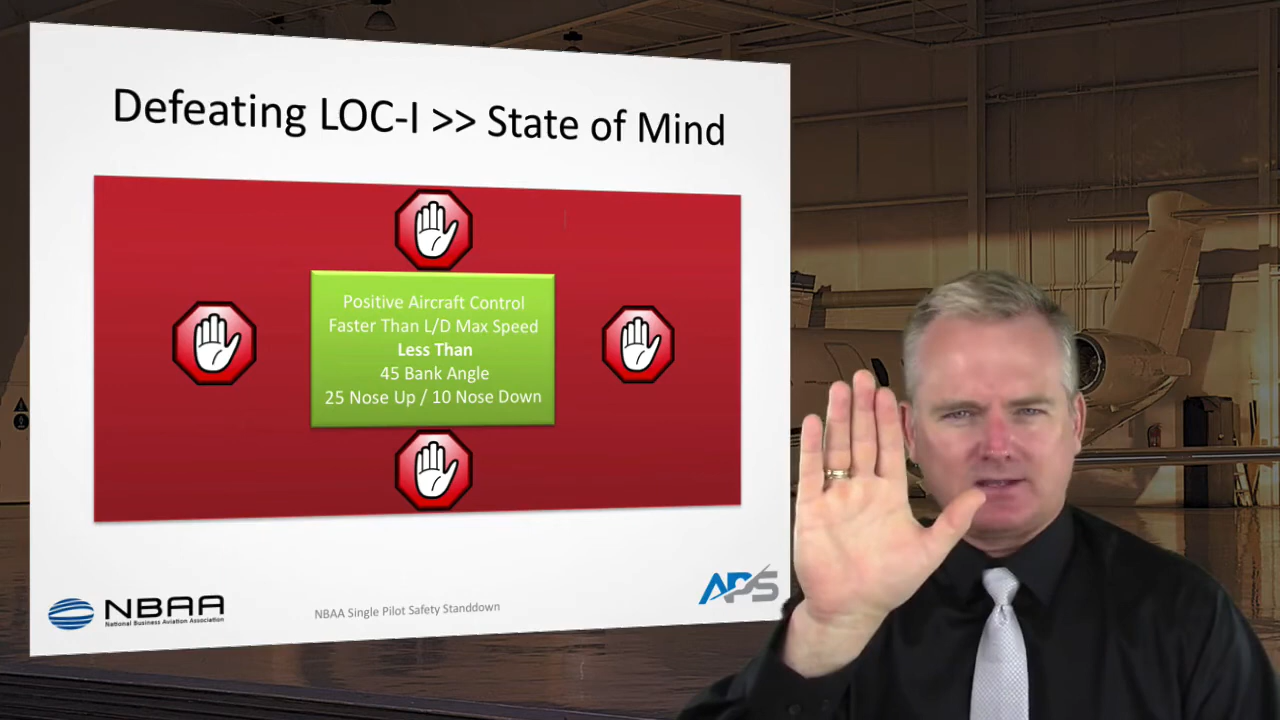 Defeating LOC-I >> State of Mind
Positive Aircraft Control
Faster Than L/D Max Speed
Less Than
45 Bank Angle
25 Nose Up / 10 Nose Down
NBAA
National Business Aviation Association
NBAA Single Pilot Safety Standdown
APS